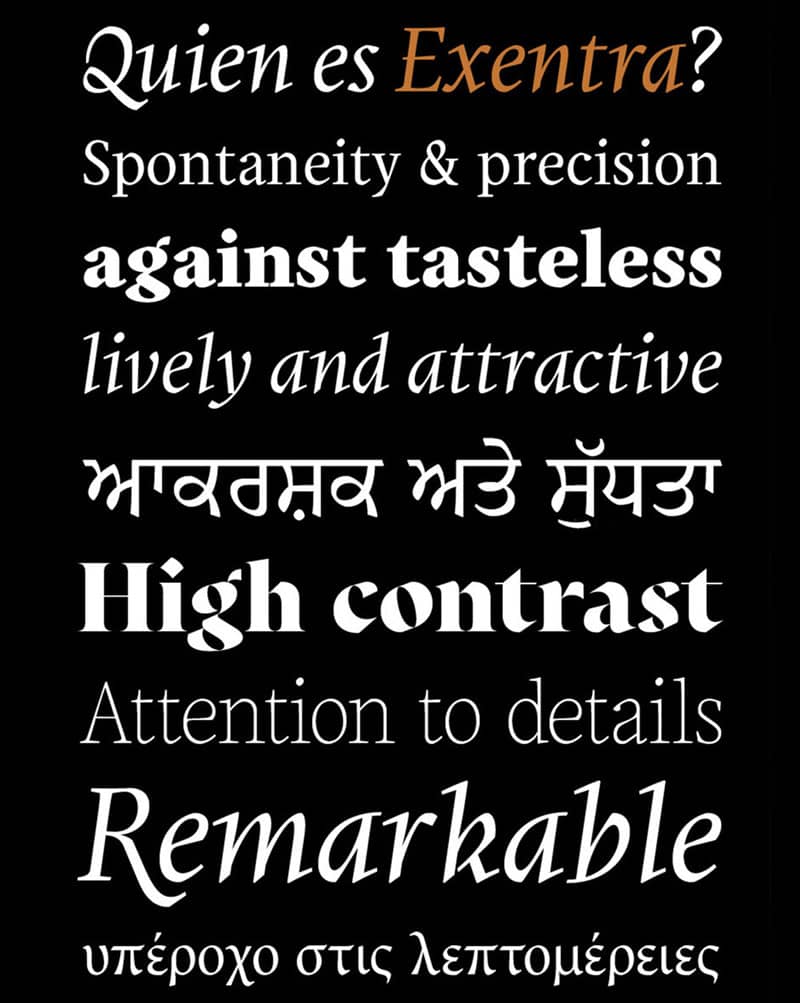 Quien es Exentra?
Spontaneity & precision
against tasteless
lively and attractive
ਆਕਰਸ਼ਕ ਅਤੇ ਸੁੱਧਤਾ
High contrast
Attention to details
Remarkable
υπέροχο στις λεπτομέρειες